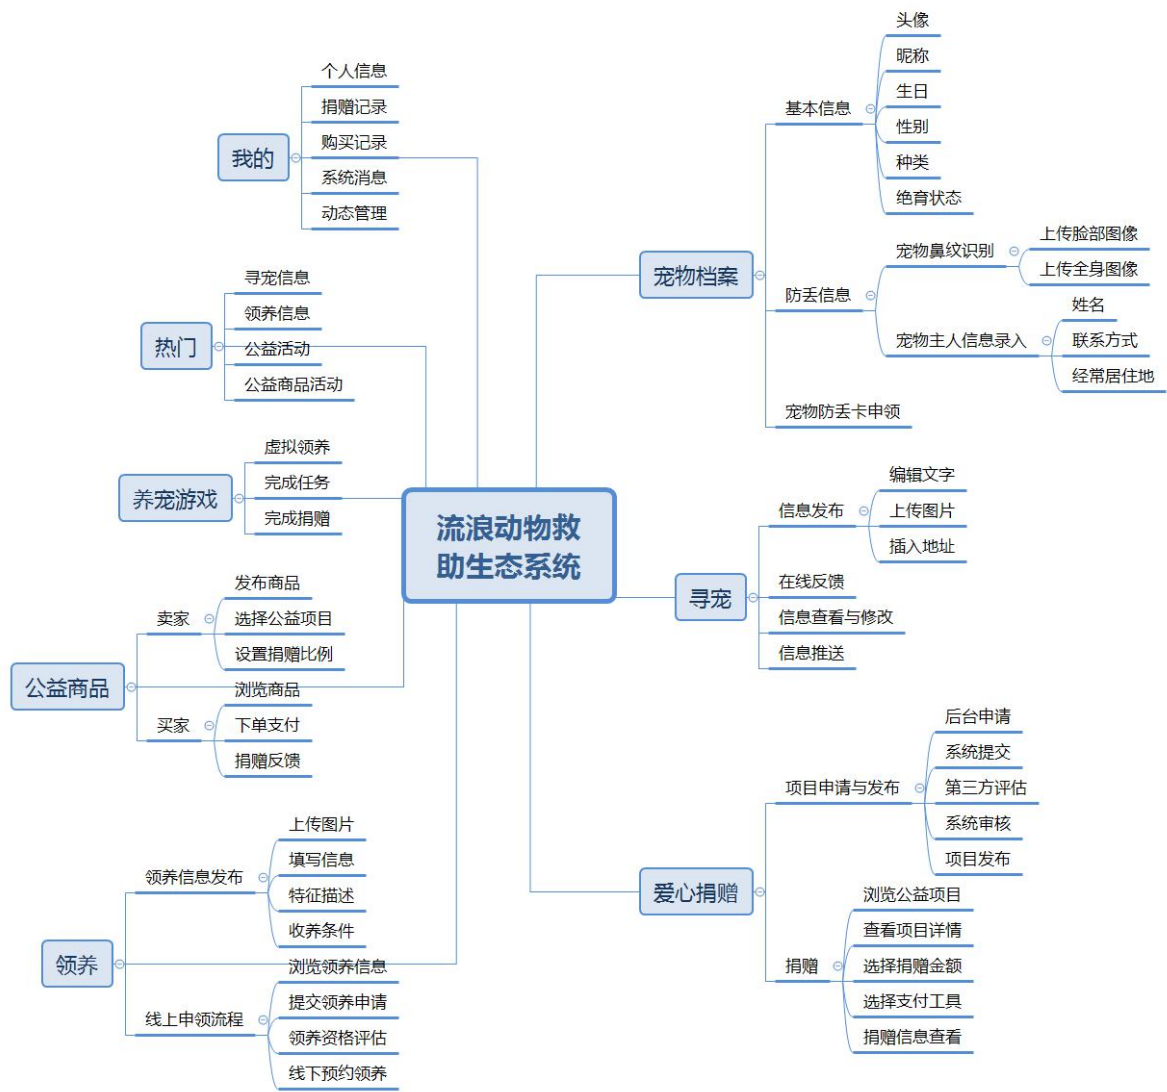 流浪动物救
助生态系统
我的
个人信息
捐赠记录
购买记录
系统消息
动态管理
热门
寻宠信息
领养信息
公益活动
公益商品活动
养宠游戏
虚拟领养
完成任务
完成捐赠
公益商品
卖家
发布商品
选择公益项目
设置捐赠比例
买家
浏览商品
下单支付
捐赠反馈
领养
领养信息发布
上传图片
填写信息
特征描述
收养条件
线上申领流程
浏览领养信息
提交领养申请
领养资格评估
线下预约领养
宠物档案
基本信息
头像
昵称
生日
性别
种类
绝育状态
防丢信息
宠物鼻纹识别
上传脸部图像
上传全身图像
宠物主人信息录入
姓名
联系方式
经常居住地
宠物防丢卡申领
寻宠
信息发布
编辑文字
上传图片
插入地址
在线反馈
信息查看与修改
信息推送
爱心捐赠
项目申请与发布
后台申请
系统提交
第三方评估
系统审核
项目发布
捐赠
浏览公益项目
查看项目详情
选择捐赠金额
选择支付工具
捐赠信息查看